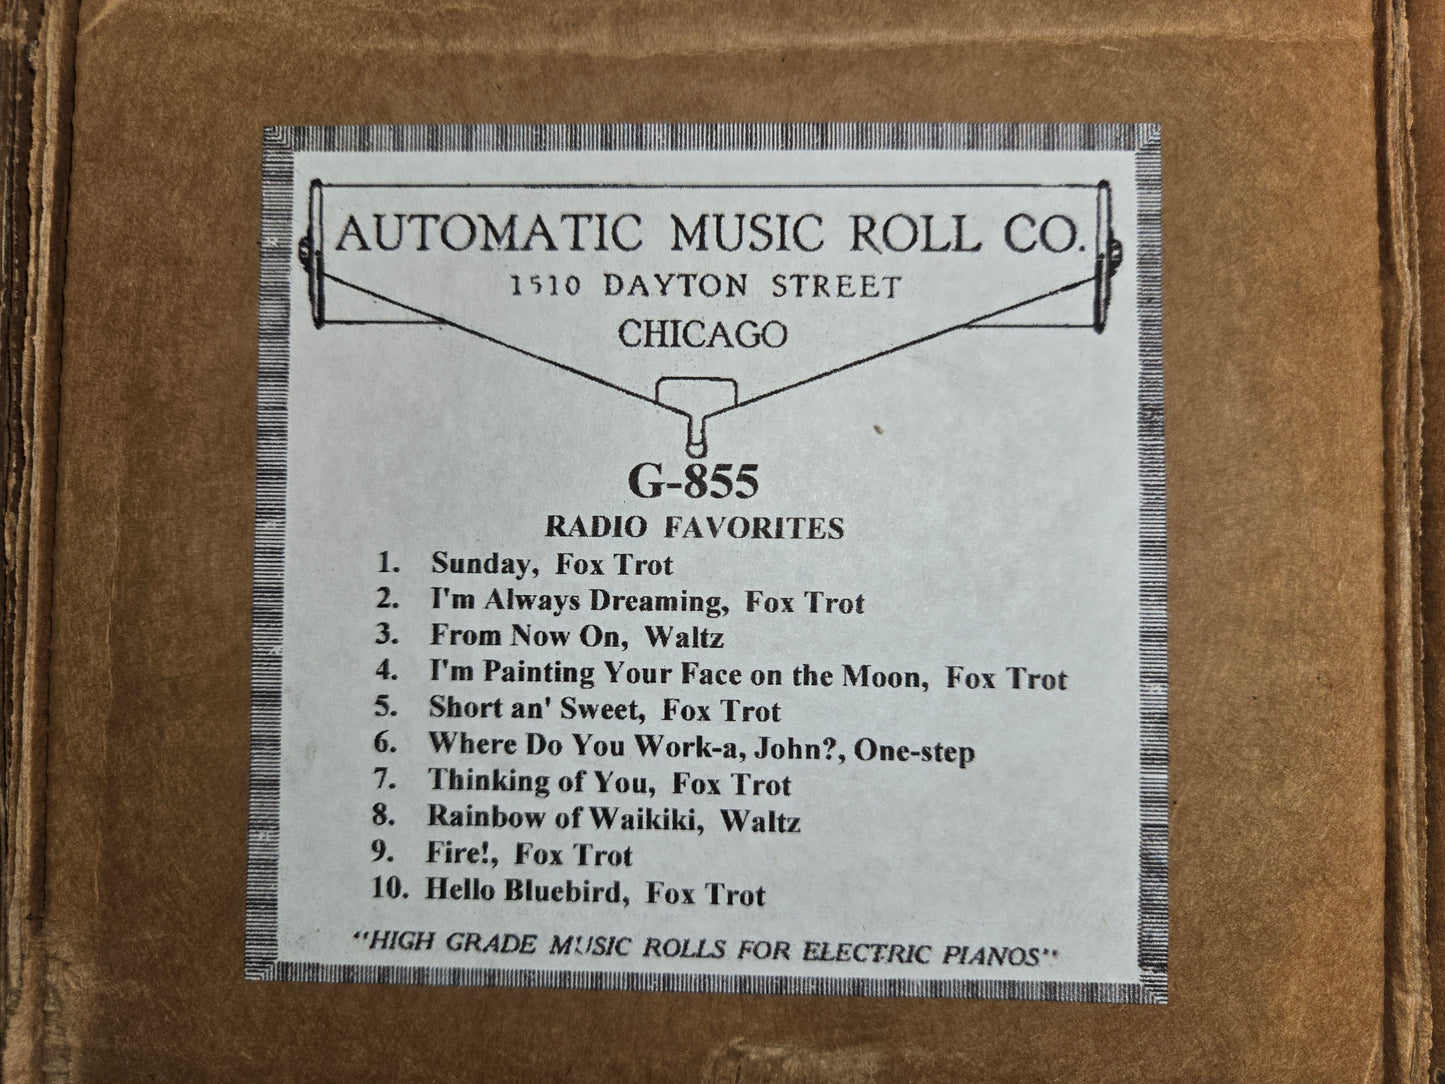 AUTOMATIC MUSIC ROLL CO.
1510 DAYTON STREET
CHICAGO
G-855
RADIO FAVORITES
1. Sunday, Fox Trot
2. I'm Always Dreaming, Fox Trot
3. From Now On, Waltz
4. I'm Painting Your Face on the Moon, Fox Trot
5. Short an' Sweet, Fox Trot
6. Where Do You Work-a, John?, One-step
7. Thinking of You, Fox Trot
8. Rainbow of Waikiki, Waltz
9. Fire!, Fox Trot
10. Hello Bluebird, Fox Trot
"HIGH GRADE MUSIC ROLLS FOR ELECTRIC PIANOS"